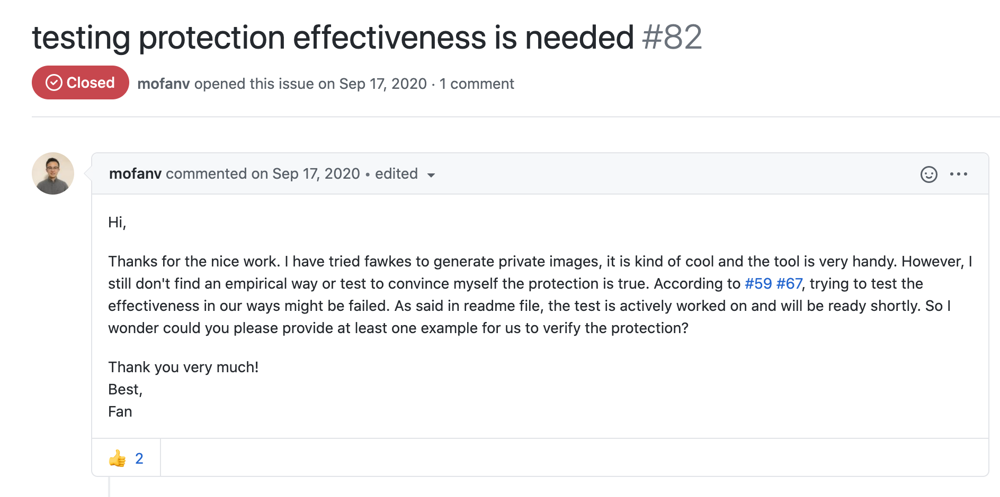 testing protection effectiveness is needed #82
Closed mofanv opened this issue on Sep 17, 2020 · 1 comment
mofanv commented on Sep 17, 2020 • edited
Hi,
Thanks for the nice work. I have tried fawkes to generate private images, it is kind of cool and the tool is very handy. However, I
still don't find an empirical way or test to convince myself the protection is true. According to #59 #67, trying to test the
effectiveness in our ways might be failed. As said in readme file, the test is actively worked on and will be ready shortly. So I
wonder could you please provide at least one example for us to verify the protection?
Thank you very much!
Best,
Fan
👍 2